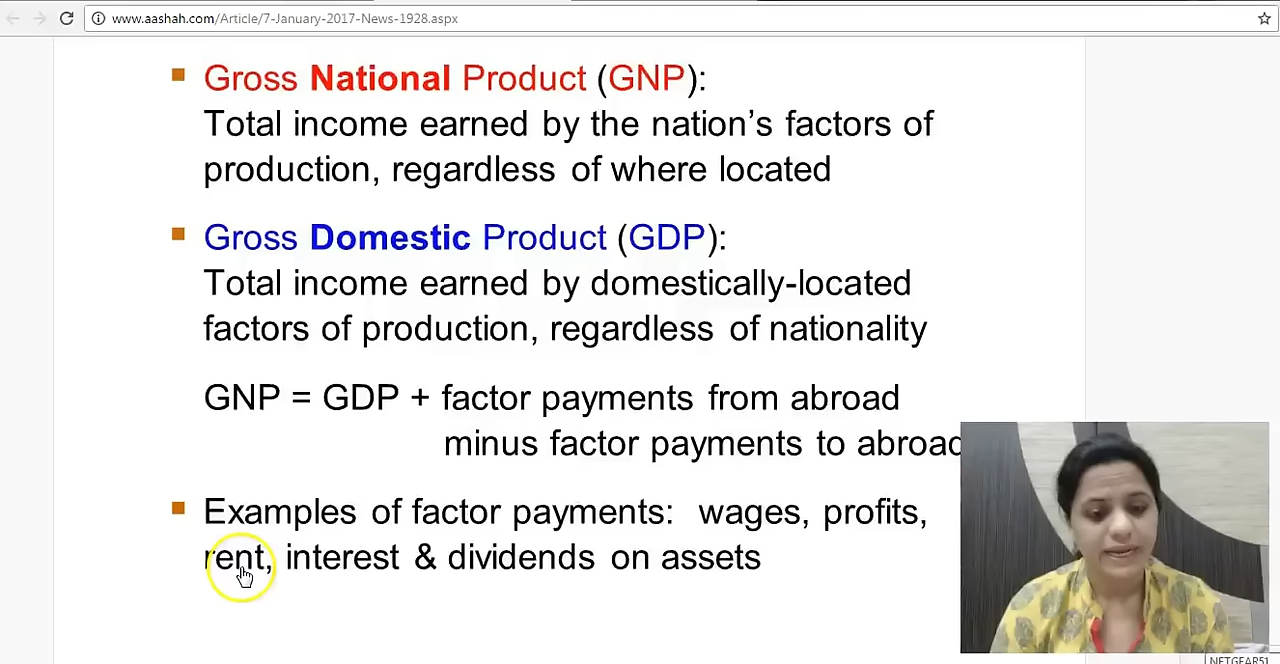 www.aashah.com/Article/7-January-2017-News-1928.aspx
Gross National Product (GNP):
Total income earned by the nation’s factors of
production, regardless of where located
Gross Domestic Product (GDP):
Total income earned by domestically-located
factors of production, regardless of nationality
GNP = GDP + factor payments from abroad
minus factor payments to abroad
Examples of factor payments: wages, profits,
rent, interest & dividends on assets
NETGEAR51